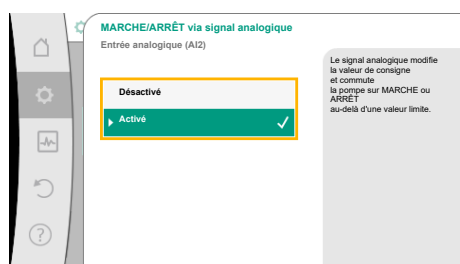 MARCHE/ARRÊT via signal analogique
Entrée analogique (AI2)
Désactivé
Activé
Le signal analogique modifie
la valeur de consigne
et commute
la pompe sur MARCHE ou
ARRÊT
au-delà d'une valeur limite.
?